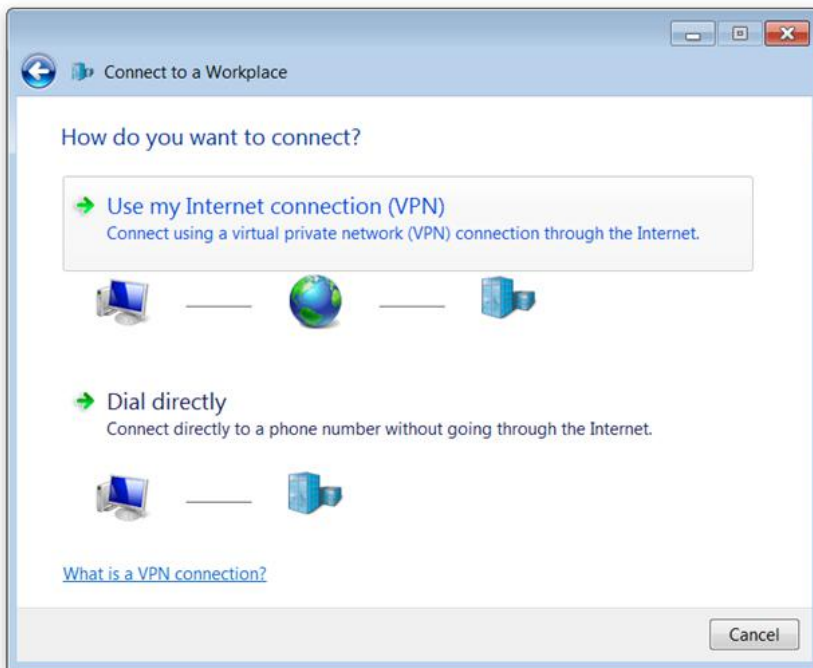 Connect to a Workplace
How do you want to connect?
Use my Internet connection (VPN)
Connect using a virtual private network (VPN) connection through the Internet.
Dial directly
Connect directly to a phone number without going through the Internet.
What is a VPN connection?
Cancel